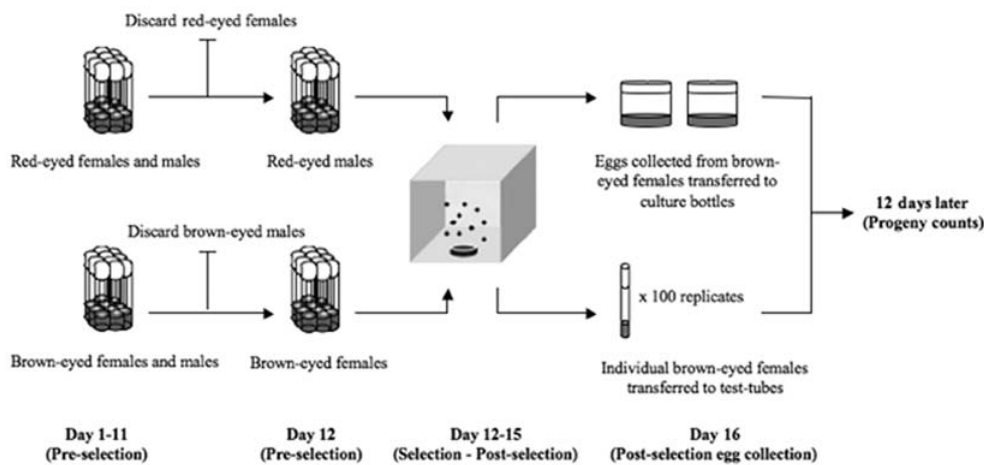 Discard red-eyed females
Red-eyed females and males
Red-eyed males
Discard brown-eyed males
Brown-eyed females and males
Brown-eyed females
Eggs collected from brown-
eyed females transferred to
culture bottles
x 100 replicates
Individual brown-eyed females
transferred to test-tubes
12 days later
(Progeny counts)
Day 1-11
(Pre-selection)
Day 12
(Pre-selection)
Day 12-15
(Selection - Post-selection)
Day 16
(Post-selection egg collection)